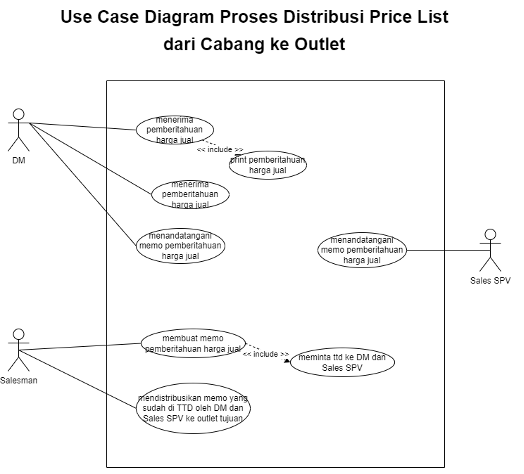 Use Case Diagram Proses Distribusi Price List
dari Cabang ke Outlet
menerima
pemberitahuan
harga jual
<< include >>
print pemberitahuan
harga jual
DM
menerima
pemberitahuan
harga jual
menandatangani
memo pemberitahuan
harga jual
menandatangani
memo pemberitahuan
harga jual
Sales SPV
membuat memo
pemberitahuan harga jual
<< include >>
meminta ttd ke DM dan
Sales SPV
Salesman
mendistribusikan memo yang
sudah di TTD oleh DM dan
Sales SPV ke outlet tujuan